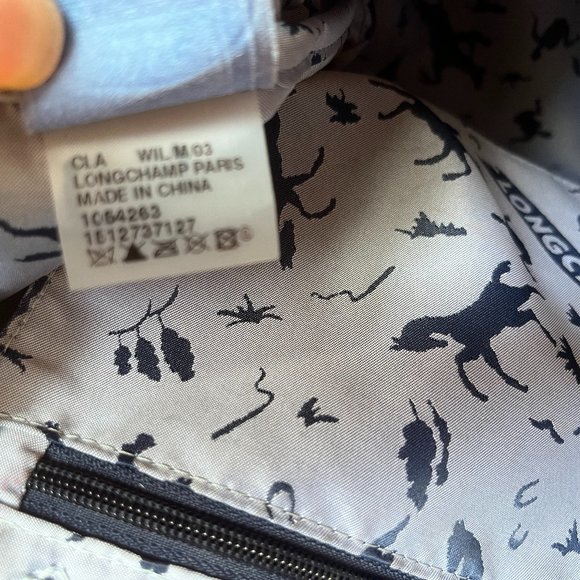 CLA WIL/M 03
LONGCHAMP PARIS
MADE IN CHINA
1064263
1512737127
LONGC